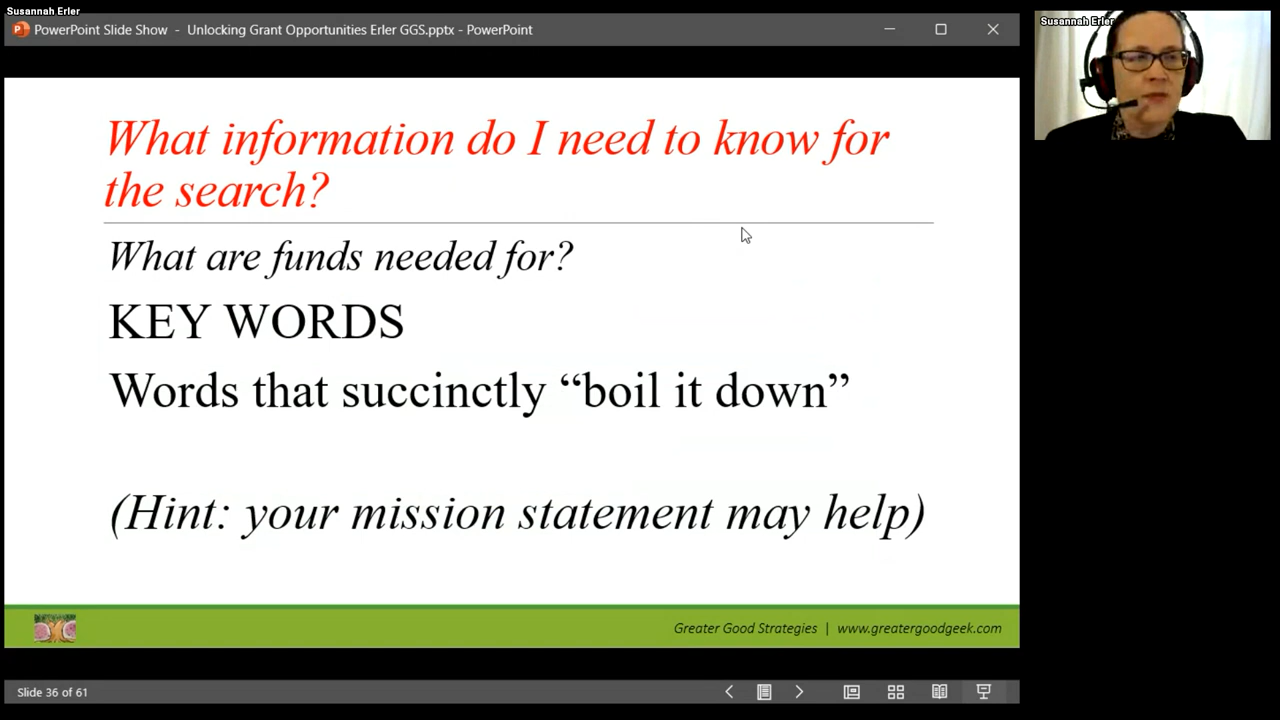 Susannah Erler
PowerPoint Slide Show - Unlocking Grant Opportunities Erler GGS.pptx - PowerPoint
Susannah Erler
What information do I need to know for
the search?
What are funds needed for?
KEY WORDS
Words that succinctly “boil it down”
(Hint: your mission statement may help)
Greater Good Strategies | www.greatergoodgeek.com
Slide 36 of 61